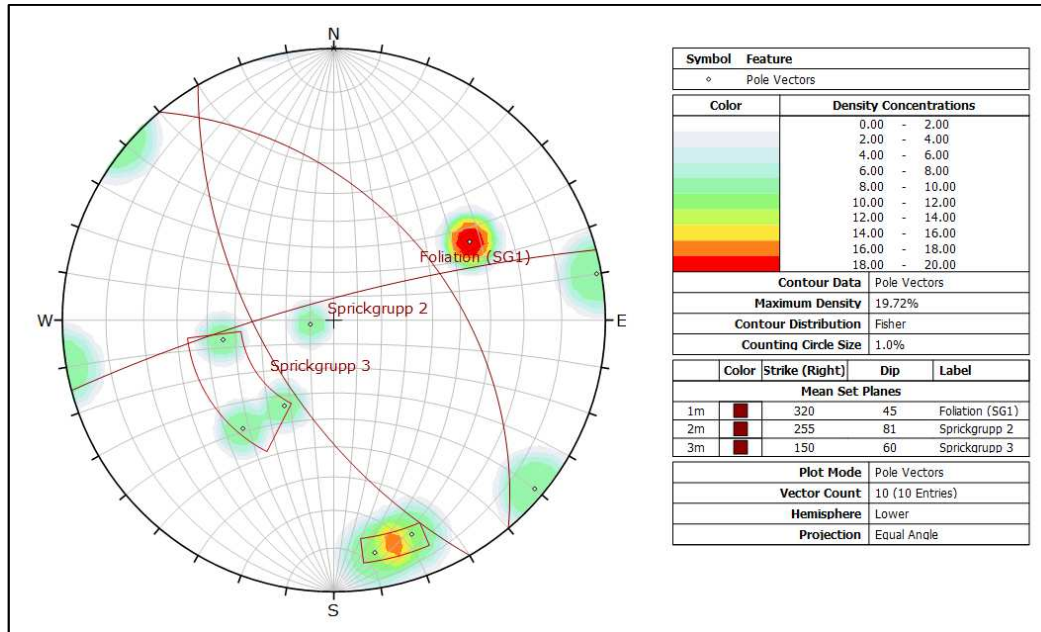 N
W
E
S
Foliation (SG1)
Sprickgrupp 2
Sprickgrupp 3
Symbol Feature
Pole Vectors
Color Density Concentrations
0.00 - 2.00
2.00 - 4.00
4.00 - 6.00
6.00 - 8.00
8.00 - 10.00
10.00 - 12.00
12.00 - 14.00
14.00 - 16.00
16.00 - 18.00
18.00 - 20.00
Contour Data Pole Vectors
Maximum Density 19.72%
Contour Distribution Fisher
Counting Circle Size 1.0%
Color Strike (Right) Dip Label
Mean Set Planes
1m 320 45 Foliation (SG1)
2m 255 81 Sprickgrupp 2
3m 150 60 Sprickgrupp 3
Plot Mode Pole Vectors
Vector Count 10 (10 Entries)
Hemisphere Lower
Projection Equal Angle